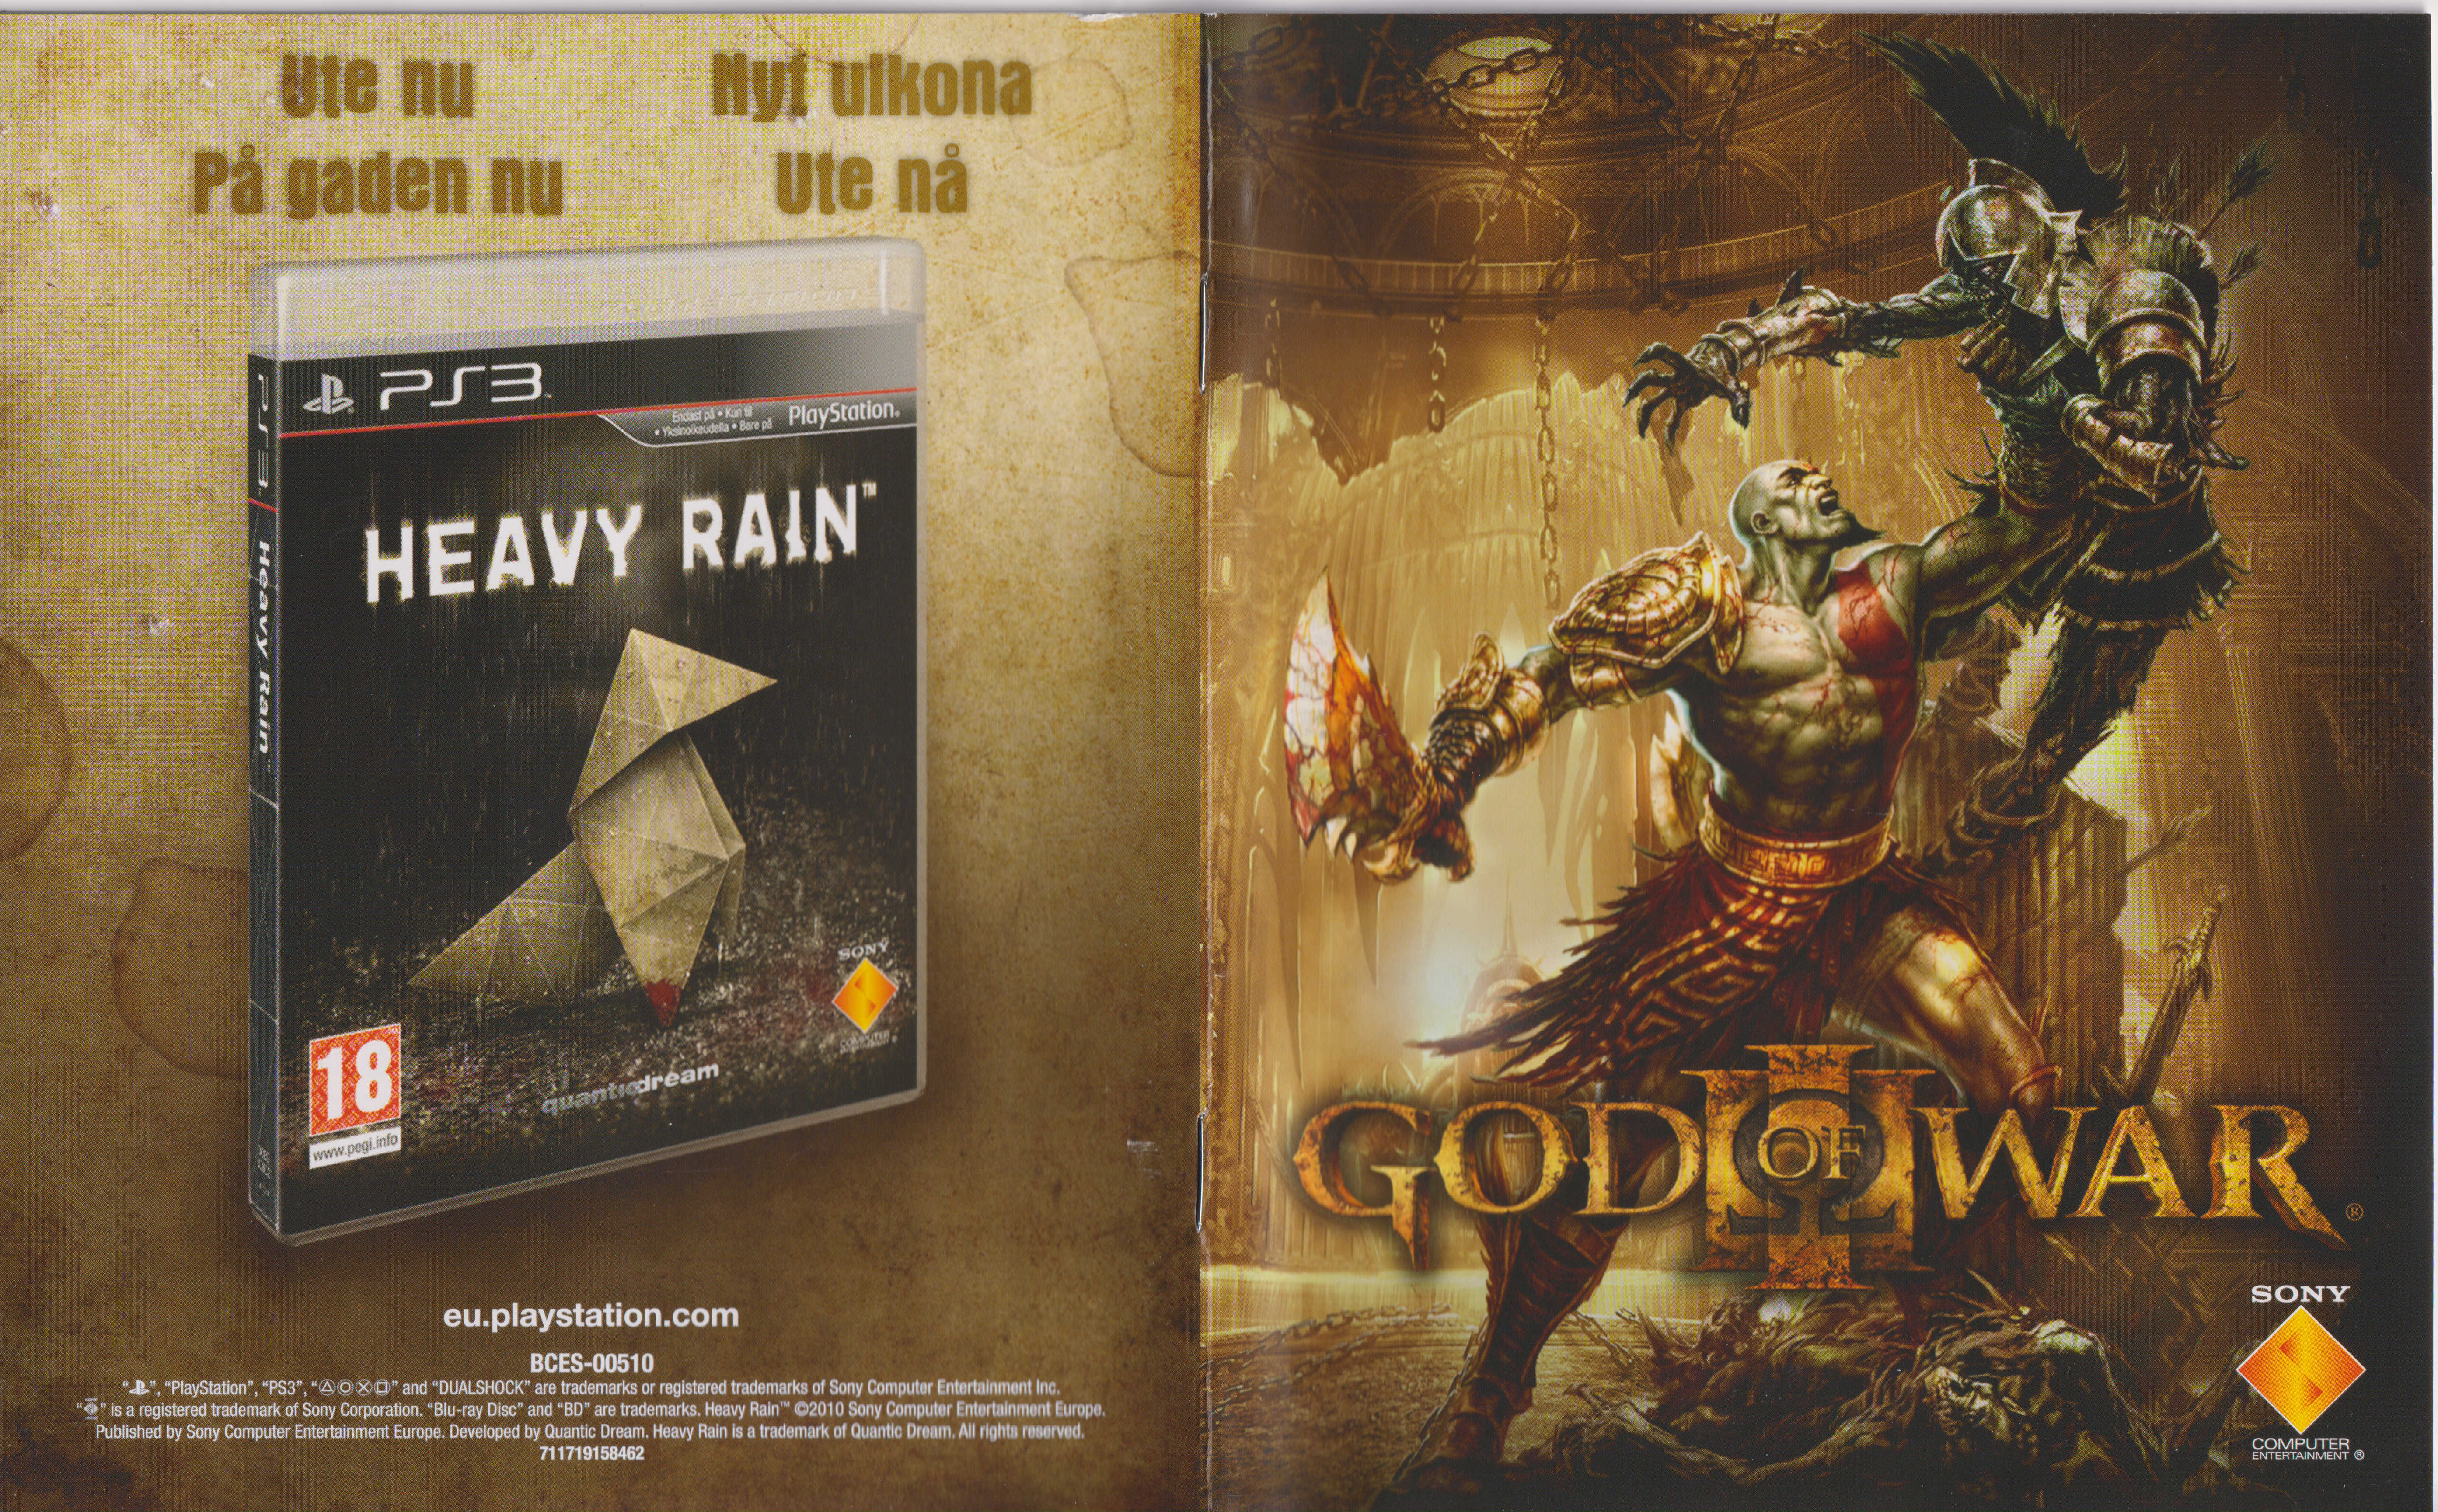 Ute nu
Nyt ulkona
På gaden nu
Ute nå
PS3
PS3
Endast på • Kun til
• Yksinoikeudella • Bare på
PlayStation®
HEAVY RAIN™
Heavy Rain™
SONY
COMPUTER
ENTERTAINMENT®
18
www.pegi.info
quanticdream
eu.playstation.com
BCES-00510
“ ”, “PlayStation”, “PS3”, “△○✕□” and “DUALSHOCK” are trademarks or registered trademarks of Sony Computer Entertainment Inc.
“ ” is a registered trademark of Sony Corporation. “Blu-ray Disc” and “BD” are trademarks. Heavy Rain™ ©2010 Sony Computer Entertainment Europe.
Published by Sony Computer Entertainment Europe. Developed by Quantic Dream. Heavy Rain is a trademark of Quantic Dream. All rights reserved.
711719158462
GOD OF WAR®
III
SONY
COMPUTER
ENTERTAINMENT®